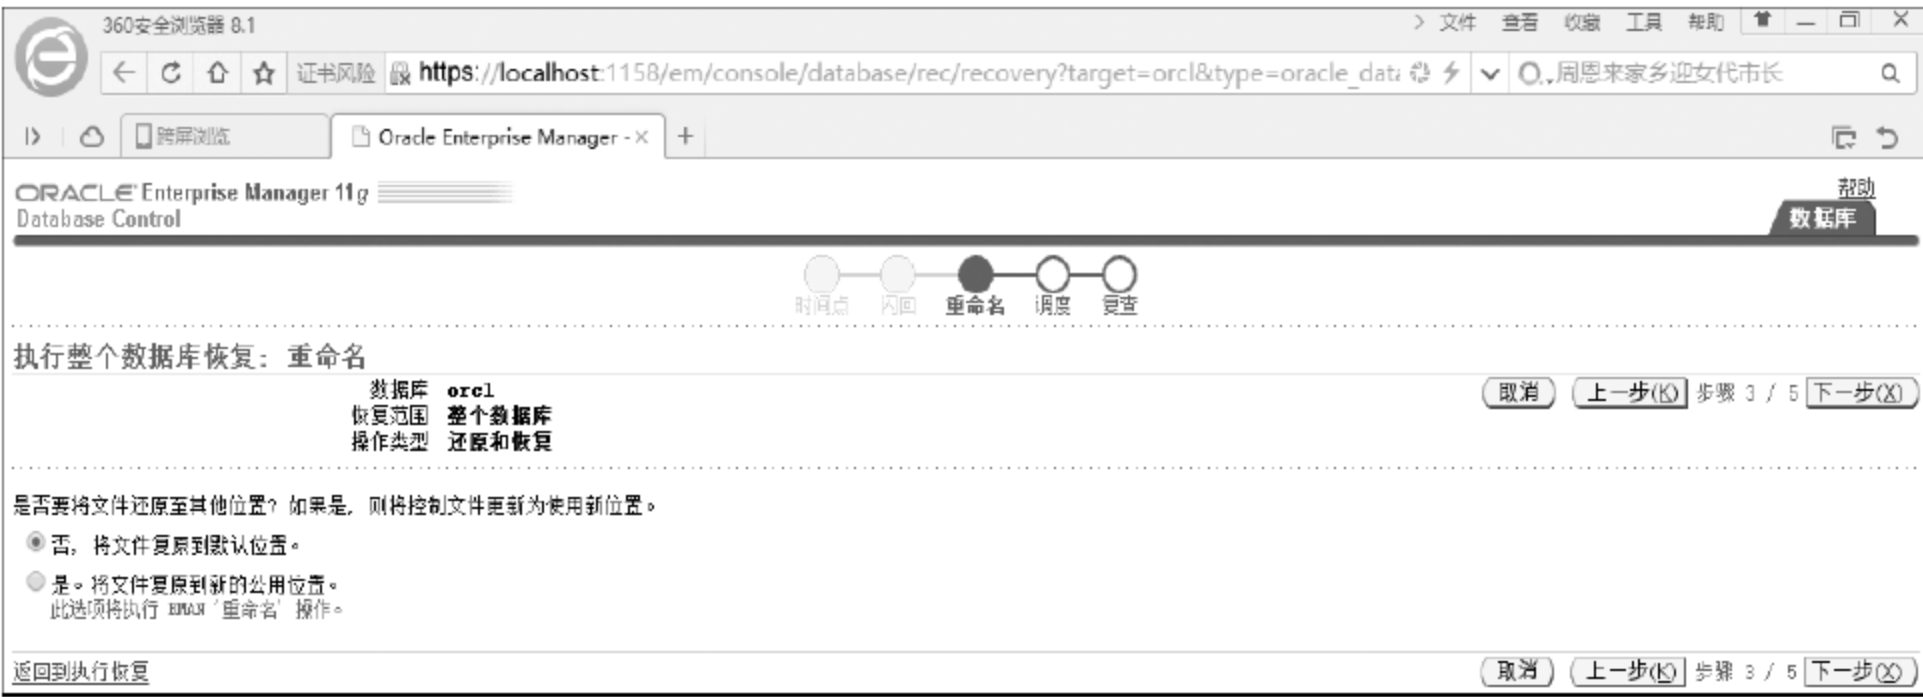 360安全浏览器 8.1
> 文件 查看 收藏 工具 帮助
证书风险 https://localhost:1158/em/console/database/rec/recovery?target=orcl&type=oracle_data 周恩来家乡迎女代市长
跨屏浏览 Oracle Enterprise Manager - × +
ORACLE Enterprise Manager 11g
Database Control
帮助
数据库
时间点 闪回 重命名 调度 复查
执行整个数据库恢复: 重命名
数据库 orcl
恢复范围 整个数据库
操作类型 还原和恢复
取消 上一步(K) 步骤 3 / 5 下一步(X)
是否要将文件还原至其他位置? 如果是, 则将控制文件更新为使用新位置。
否, 将文件复原到默认位置。
是。将文件复原到新的公用位置。
此选项将执行 RMAN '重命名' 操作。
返回到执行恢复
取消 上一步(K) 步骤 3 / 5 下一步(X)